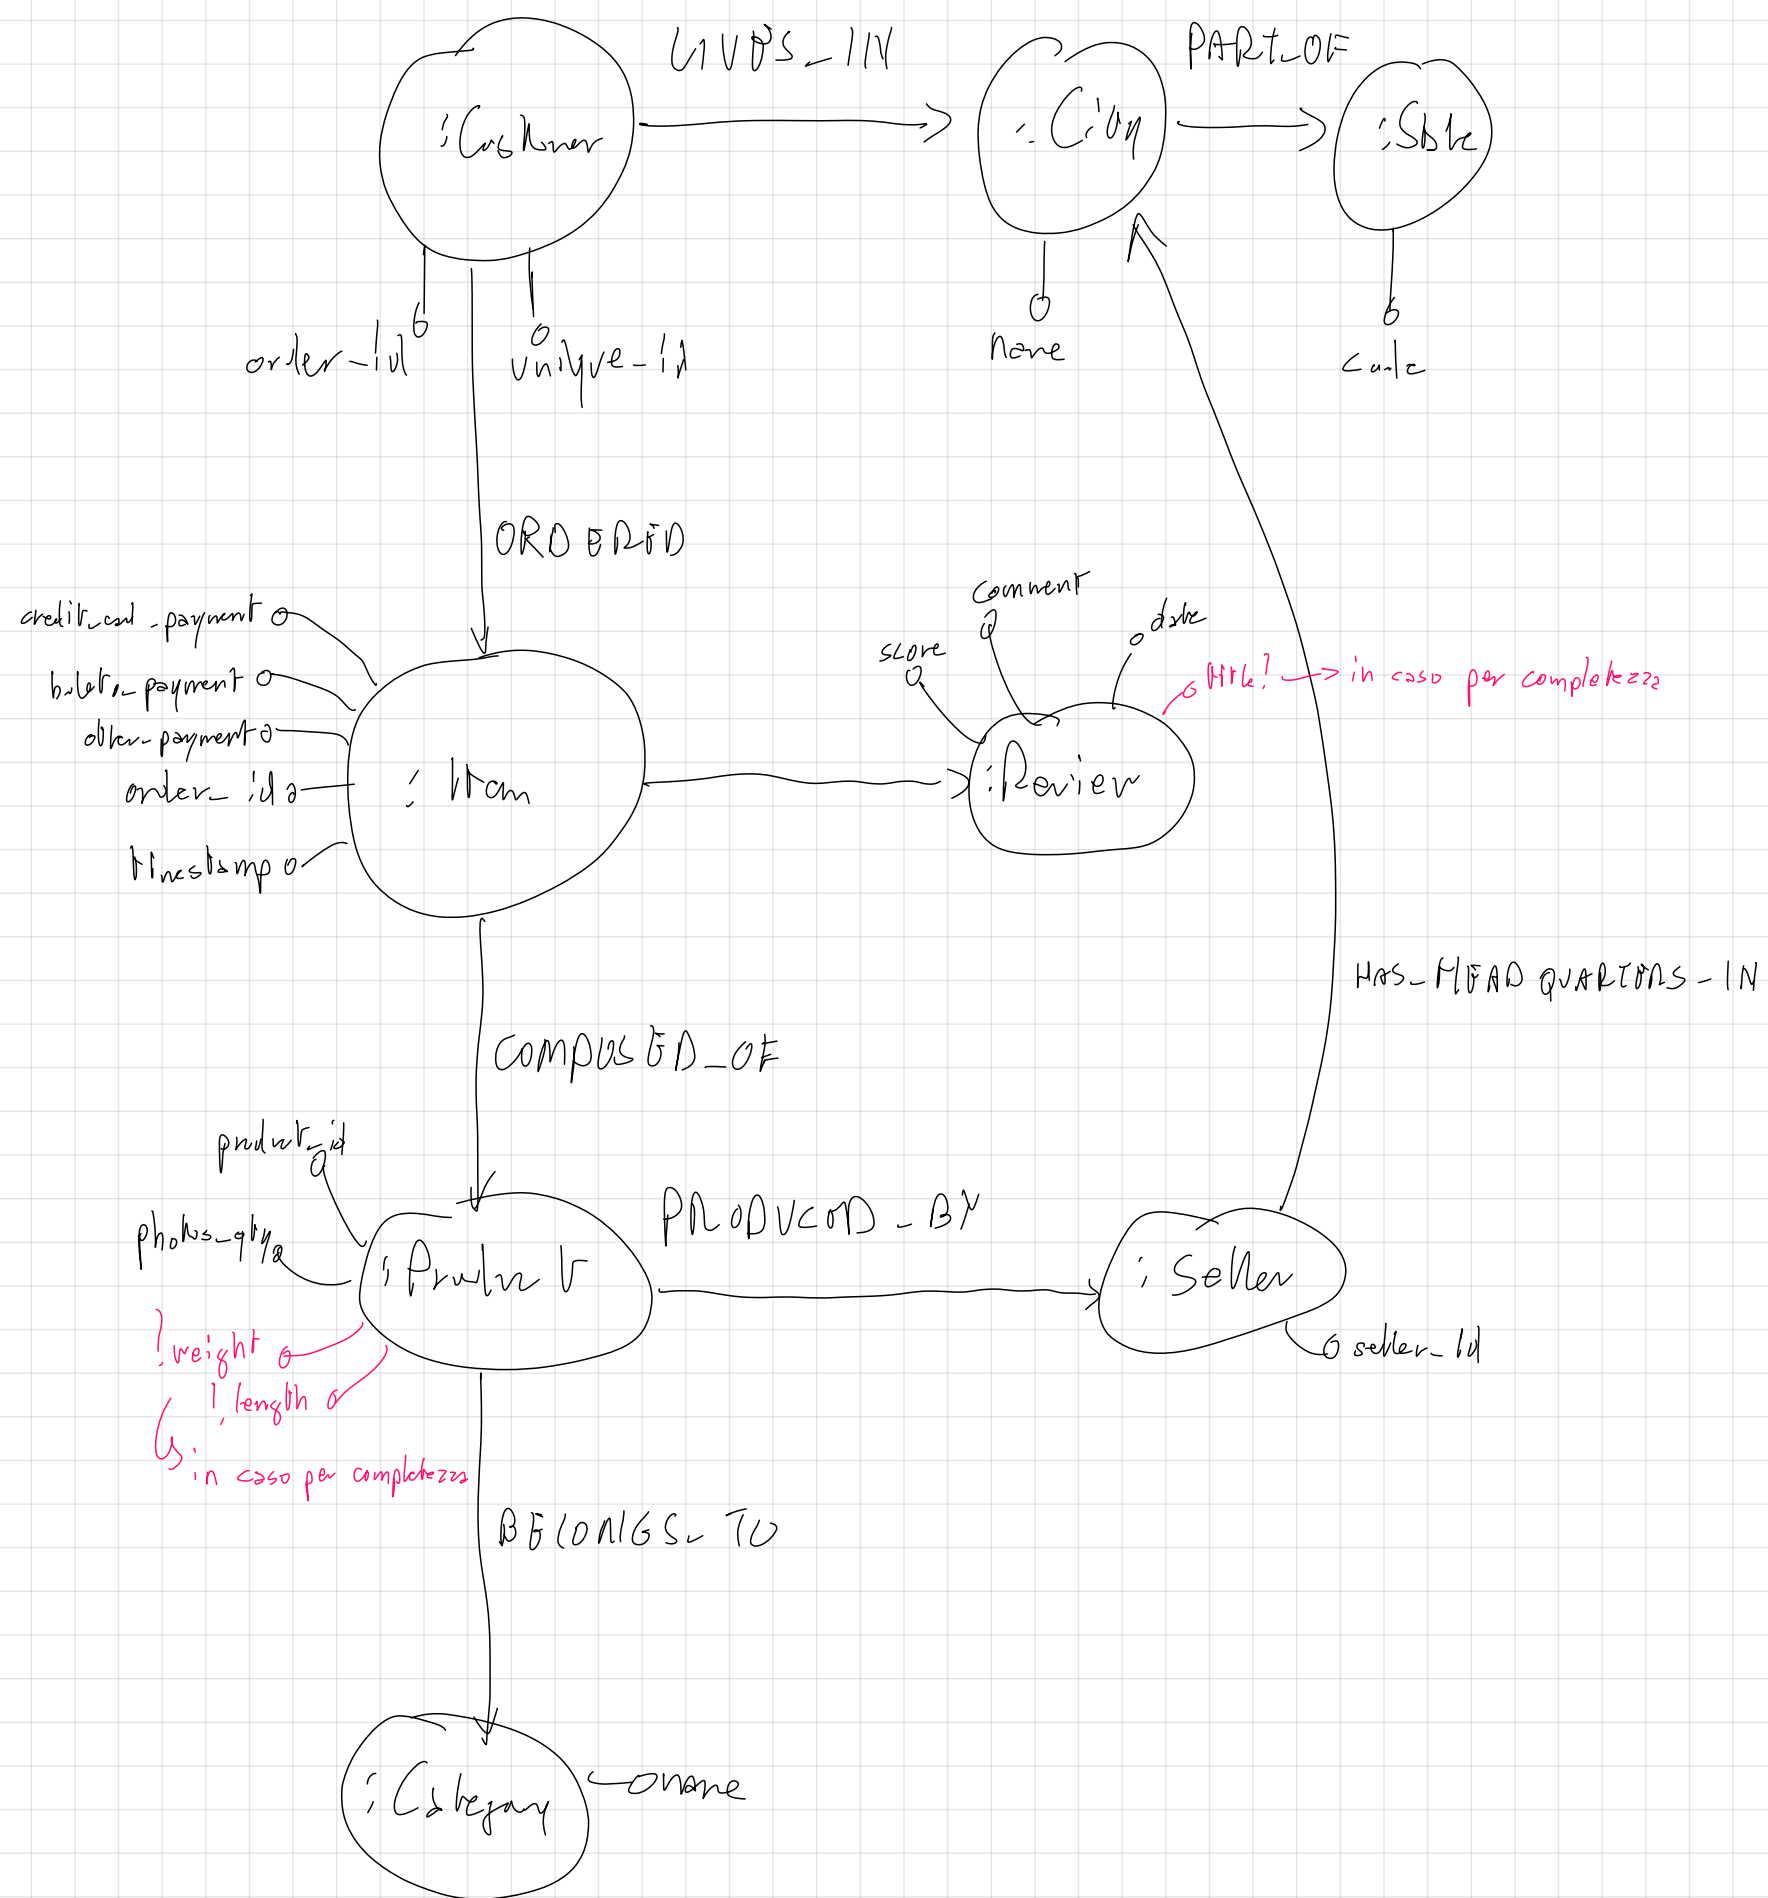 LIVES_IN
PART_OF
:Customer
:City
:State
order_id
unique_id
name
code
ORDERED
comment
credit_card_payment
date
score
title? → in caso per completezza
boleto_payment
other_payment
order_id
:Item
:Review
timestamp
HAS_HEADQUARTERS_IN
COMPOSED_OF
product_id
PRODUCED_BY
photos_qty
:Product
:Seller
! weight
seller_id
! length
in caso per completezza
BELONGS_TO
name
:Category